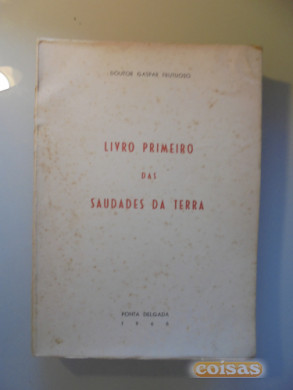 DOUTOR GASPAR FRUTUOSO
LIVRO PRIMEIRO
DAS
SAUDADES DA TERRA
PONTA DELGADA
coisas